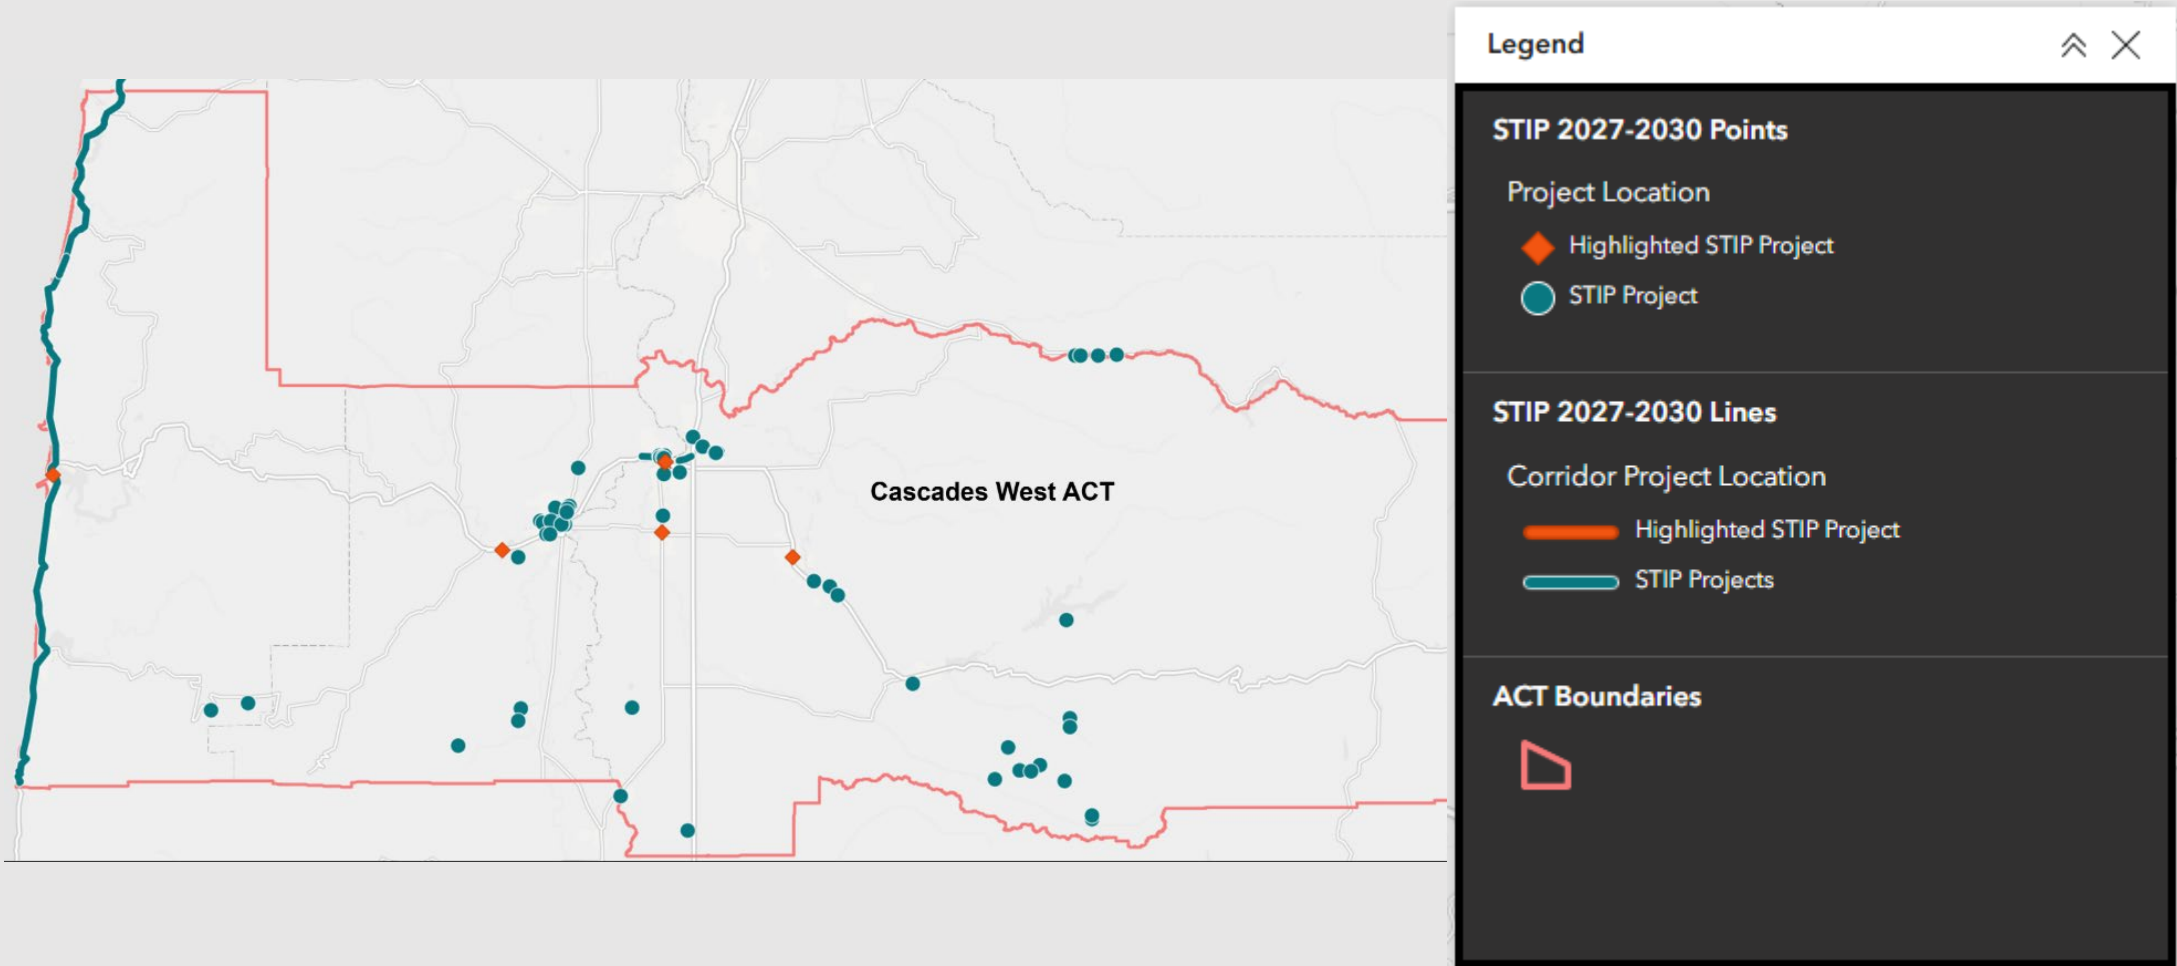 Legend
STIP 2027-2030 Points
Project Location
Highlighted STIP Project
STIP Project
STIP 2027-2030 Lines
Corridor Project Location
Highlighted STIP Project
STIP Projects
ACT Boundaries
Cascades West ACT